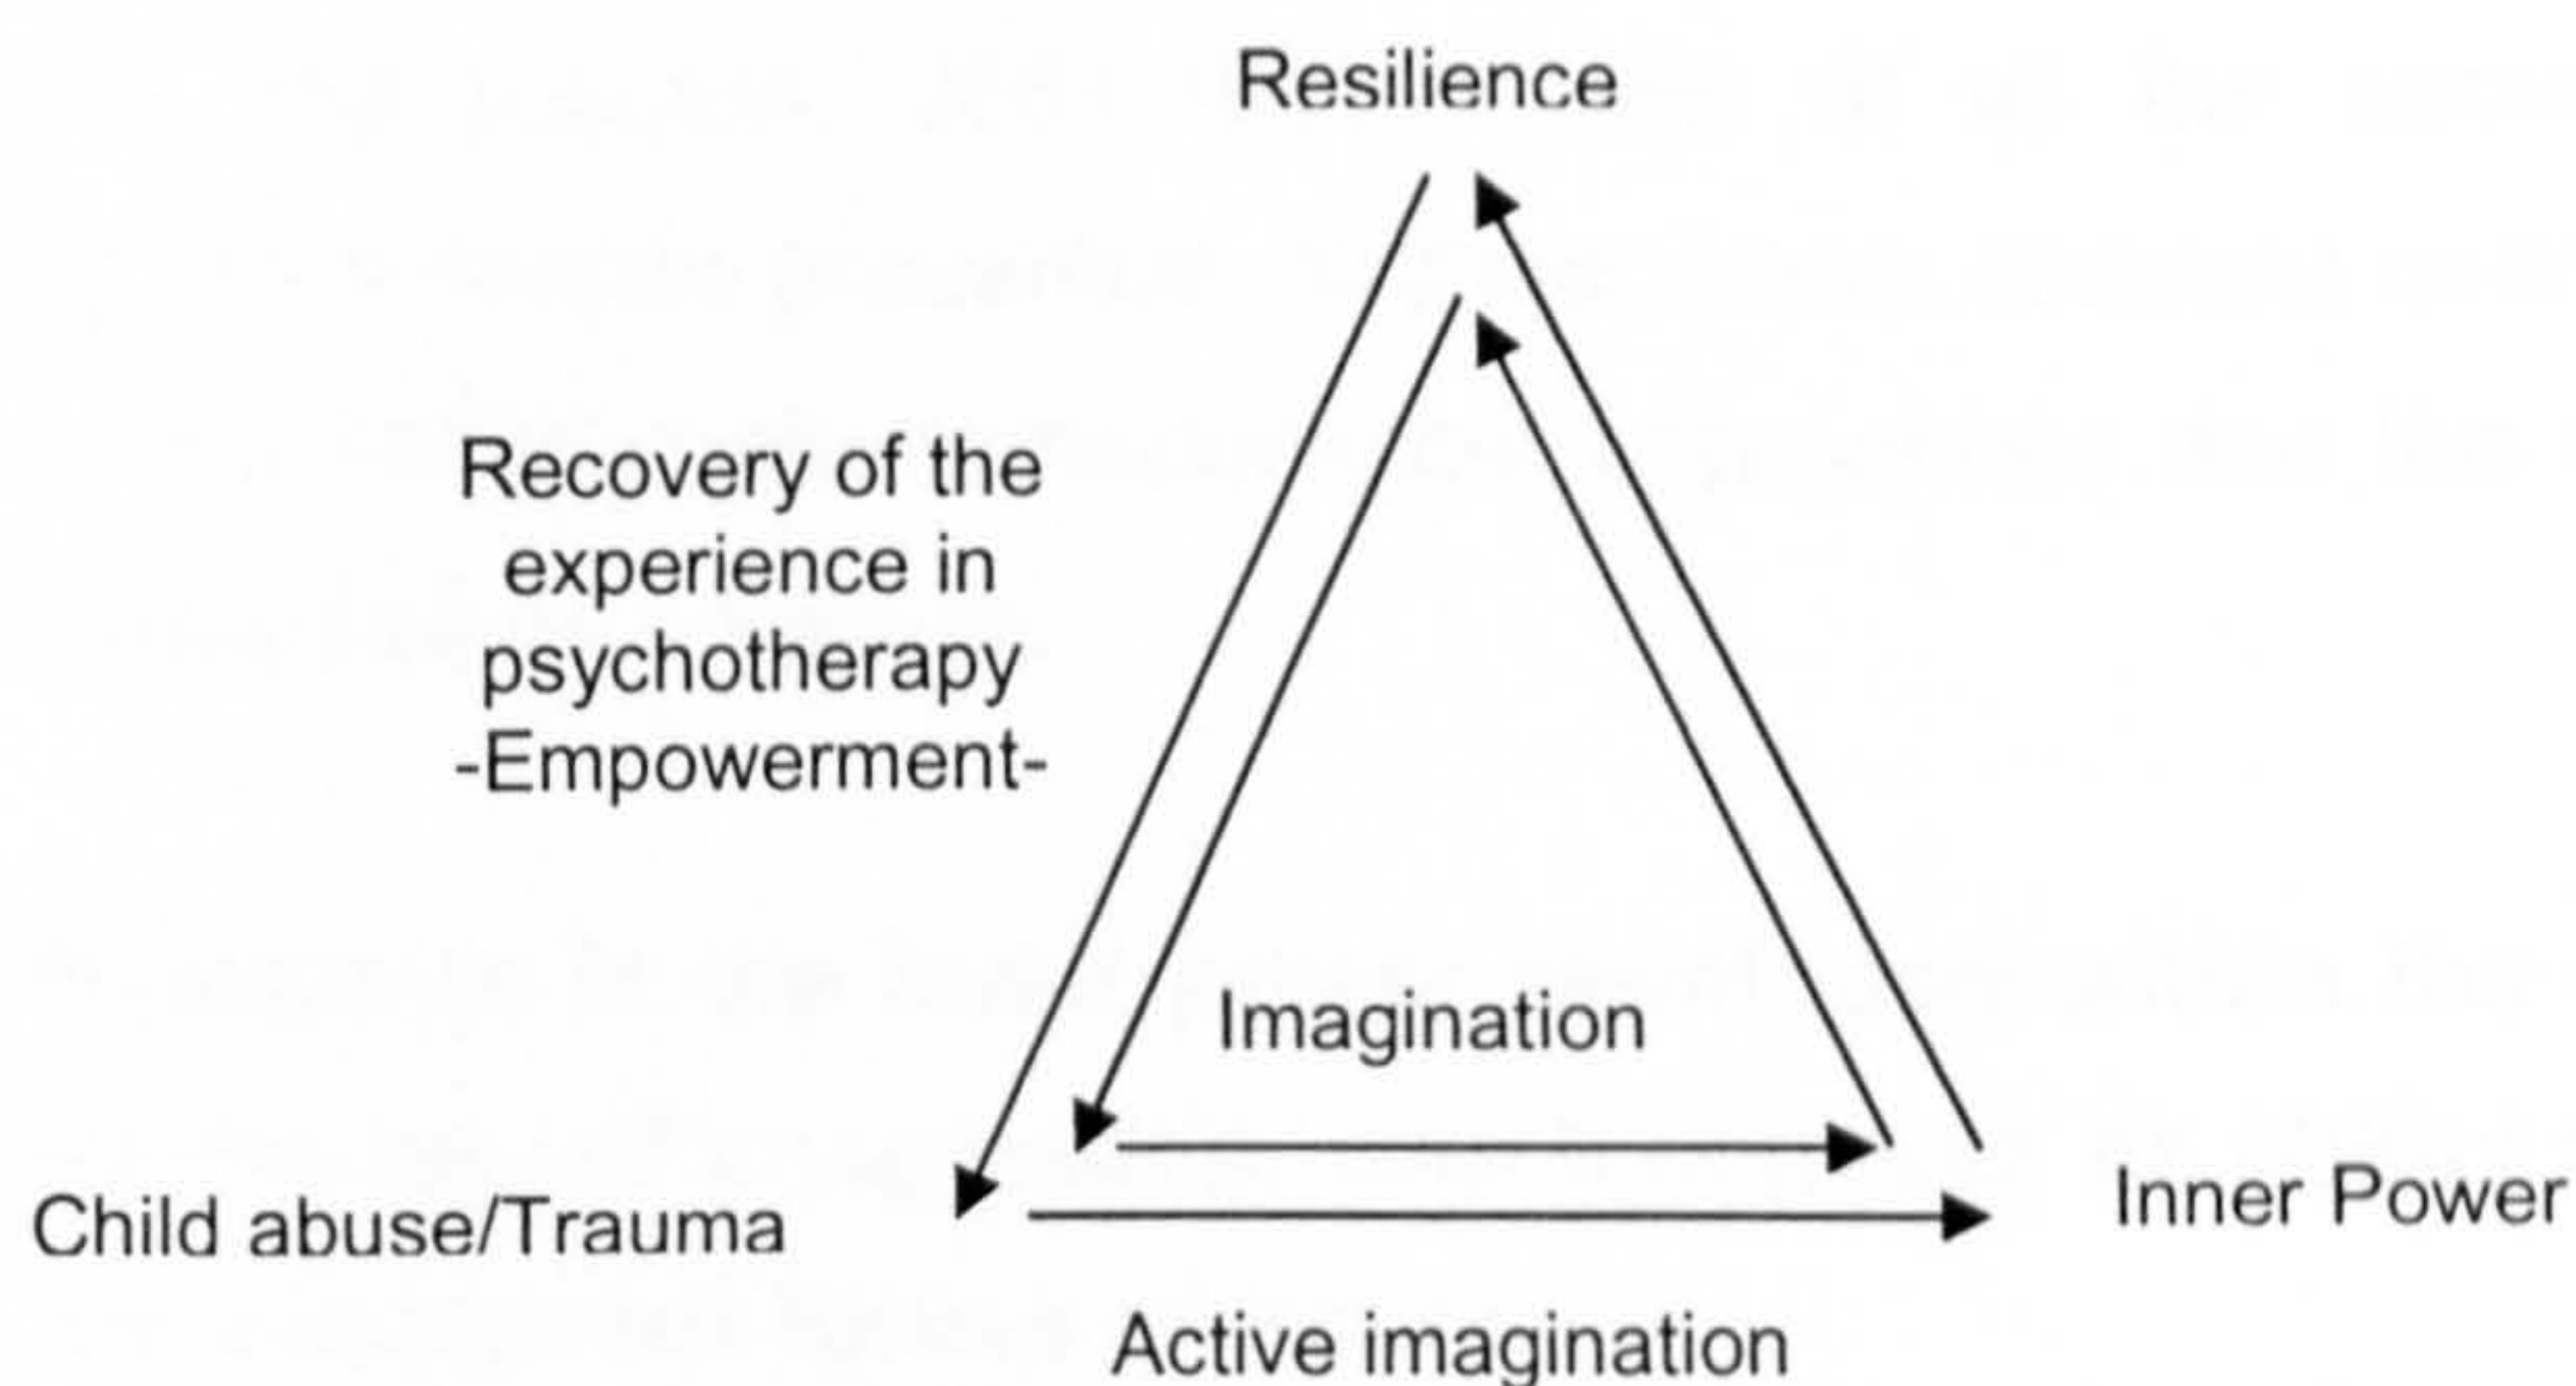 Resilience
Recovery of the
experience in
psychotherapy
-Empowerment-
Imagination
Child abuse/Trauma
Inner Power
Active imagination